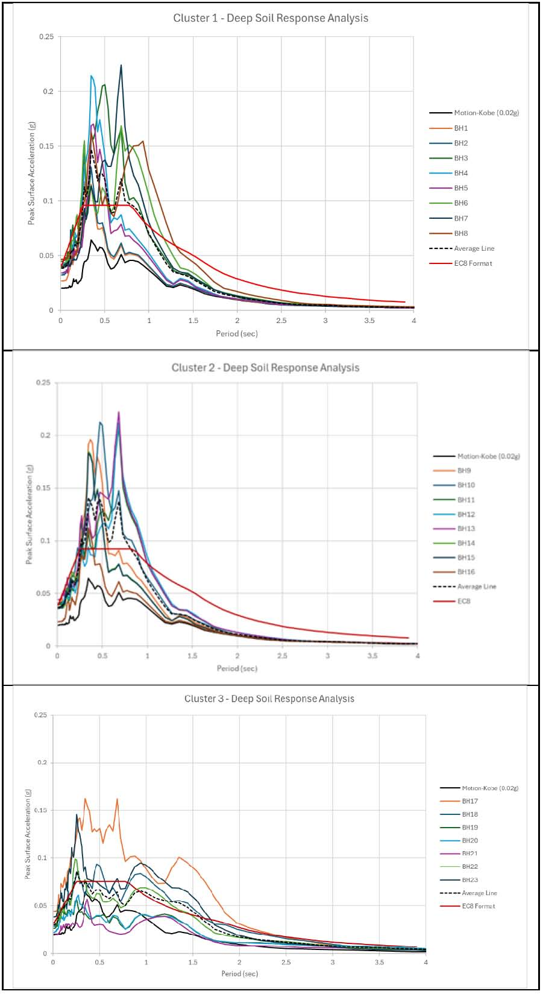 Cluster 1 - Deep Soil Response Analysis
0.25
0.2
0.15
0.1
0.05
0
Peak Surface Acceleration (g)
0 0.5 1 1.5 2 2.5 3 3.5 4
Period (sec)
Motion-Kobe (0.02g)
BH1
BH2
BH3
BH4
BH5
BH6
BH7
BH8
Average Line
EC8 Format
Cluster 2 - Deep Soil Response Analysis
0.25
0.2
0.15
0.1
0.05
0
Peak Surface Acceleration (g)
0 0.5 1 1.5 2 2.5 3 3.5 4
Period (sec)
Motion-Kobe (0.02g)
BH9
BH10
BH11
BH12
BH13
BH14
BH15
BH16
Average Line
EC8
Cluster 3 - Deep Soil Response Analysis
0.25
0.2
0.15
0.1
0.05
0
Peak Surface Acceleration (g)
0 0.5 1 1.5 2 2.5 3 3.5 4
Period (sec)
Motion-Kobe (0.02g)
BH17
BH18
BH19
BH20
BH21
BH22
BH23
Average Line
EC8 Format